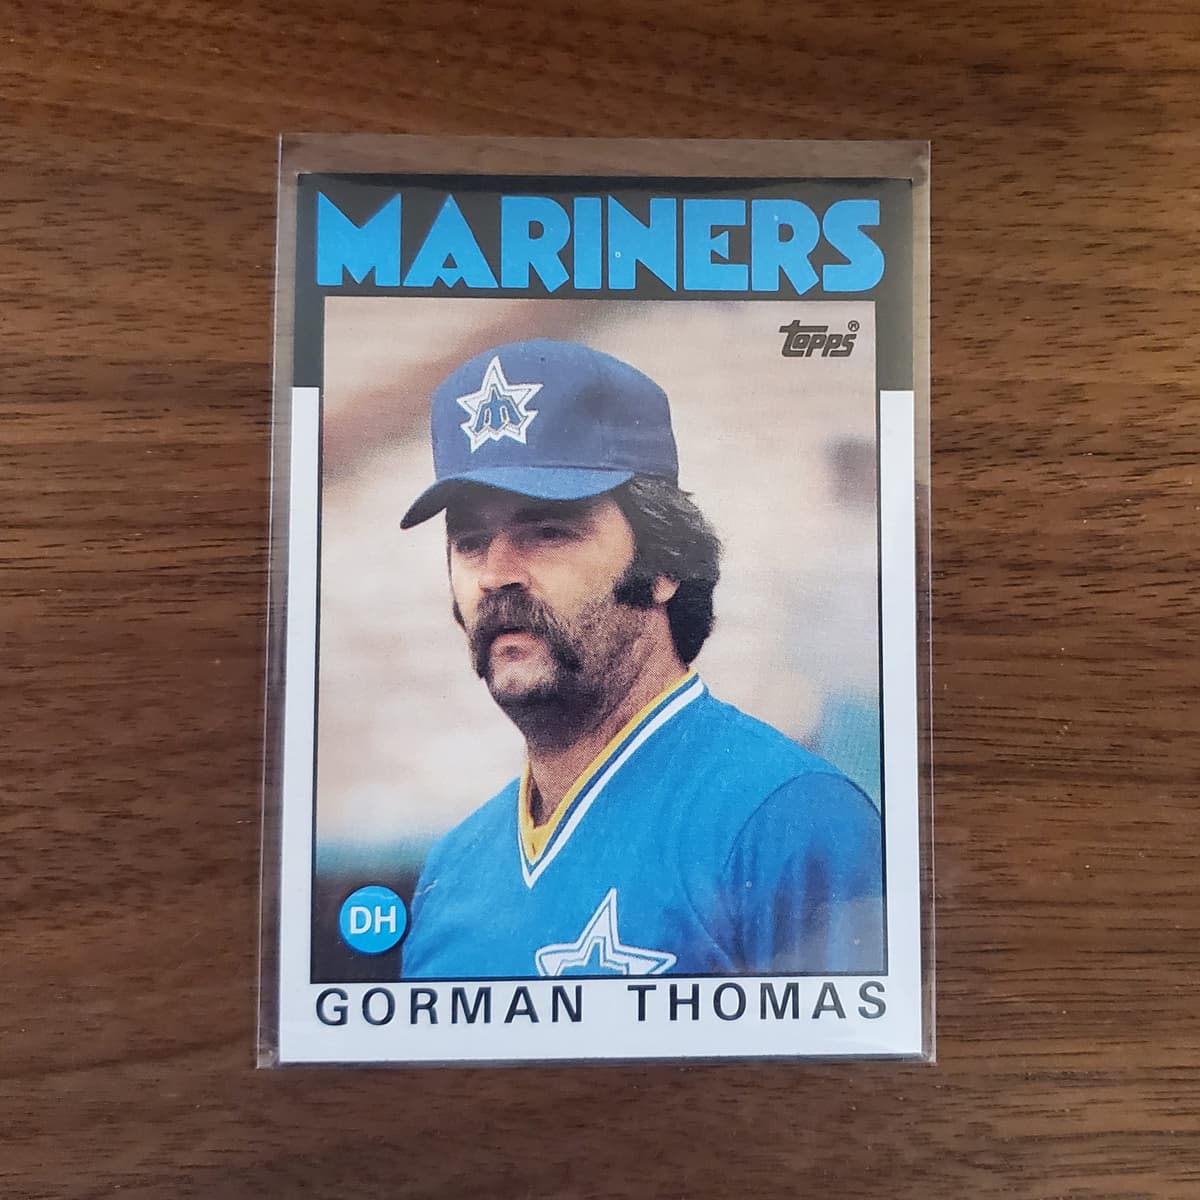 MARINERS
Topps®
DH
GORMAN THOMAS